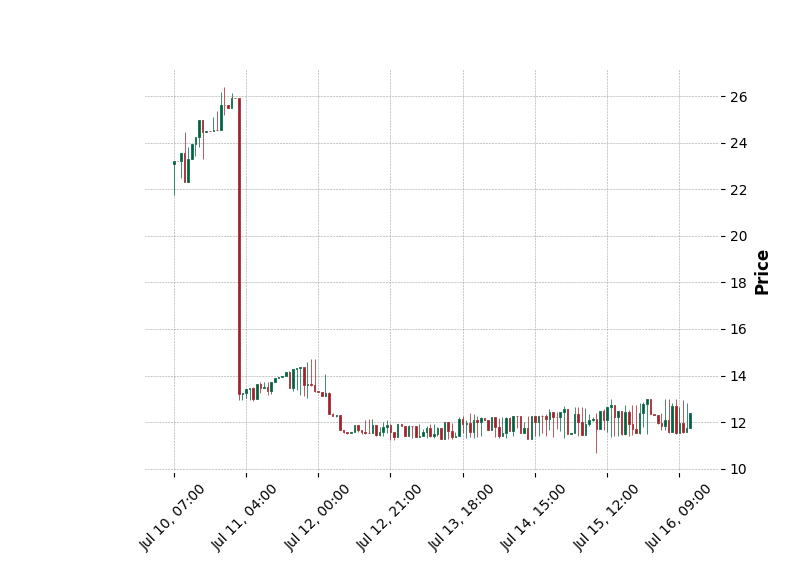 26
24
22
20
18
16
14
12
10
Price
Jul 10, 07:00
Jul 11, 04:00
Jul 12, 00:00
Jul 12, 21:00
Jul 13, 18:00
Jul 14, 15:00
Jul 15, 12:00
Jul 16, 09:00